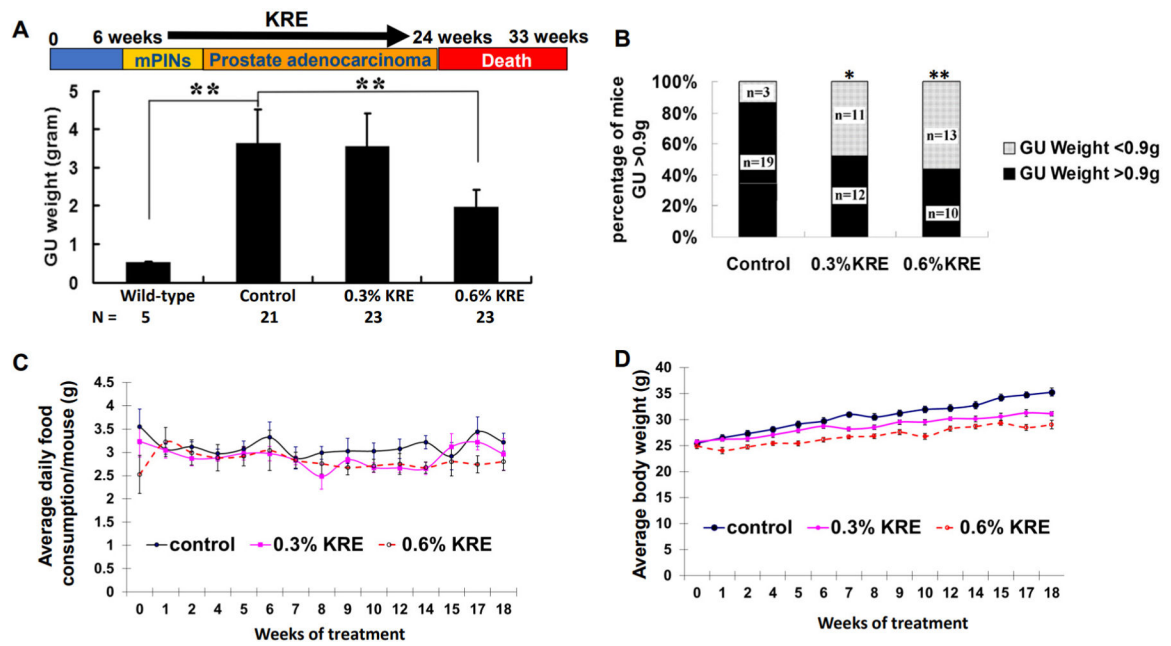 A
KRE
0 6 weeks 24 weeks 33 weeks
mPINs Prostate adenocarcinoma Death
** **
GU weight (gram)
5
4
3
2
1
0
Wild-type Control 0.3% KRE 0.6% KRE
N = 5 21 23 23
B
* **
percentage of mice
GU >0.9g
100%
80%
60%
40%
20%
0%
n=3
n=19
n=11
n=12
n=13
n=10
Control 0.3%KRE 0.6%KRE
GU Weight <0.9g
GU Weight >0.9g
C
Average daily food
consumption/mouse (g)
4.5
4
3.5
3
2.5
2
1.5
1
0.5
0
control 0.3% KRE 0.6% KRE
0 1 2 4 5 6 7 8 9 10 12 14 15 17 18
Weeks of treatment
D
Average body weight (g)
40
35
30
25
20
15
10
5
0
control 0.3% KRE 0.6% KRE
0 1 2 4 5 6 7 8 9 10 12 14 15 17 18
Weeks of treatment